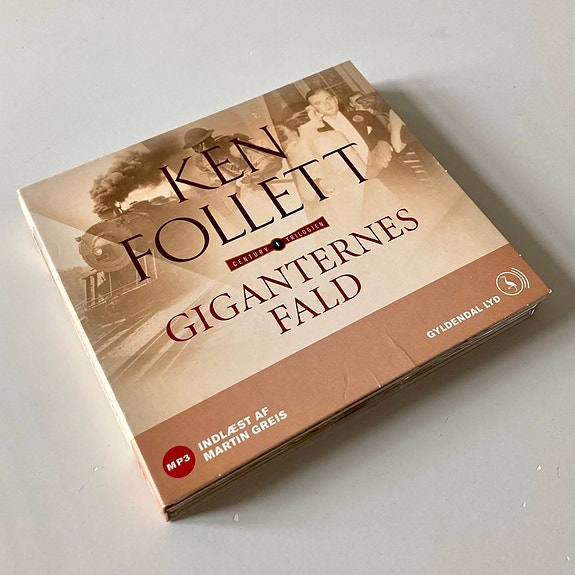 KEN
FOLLETT
CENTURY 1 TRILOGIEN
GIGANTERNES
FALD
GYLDENDAL LYD
MP3
INDLÆST AF
MARTIN GREIS